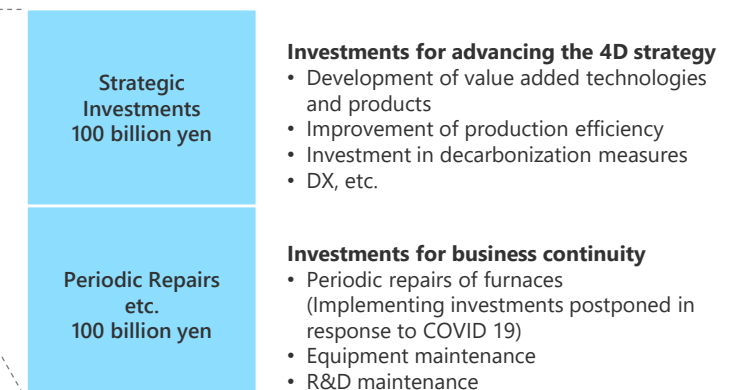 Strategic
Investments
100 billion yen
Investments for advancing the 4D strategy
• Development of value added technologies
and products
• Improvement of production efficiency
• Investment in decarbonization measures
• DX, etc.
Periodic Repairs
etc.
100 billion yen
Investments for business continuity
• Periodic repairs of furnaces
(Implementing investments postponed in
response to COVID 19)
• Equipment maintenance
• R&D maintenance